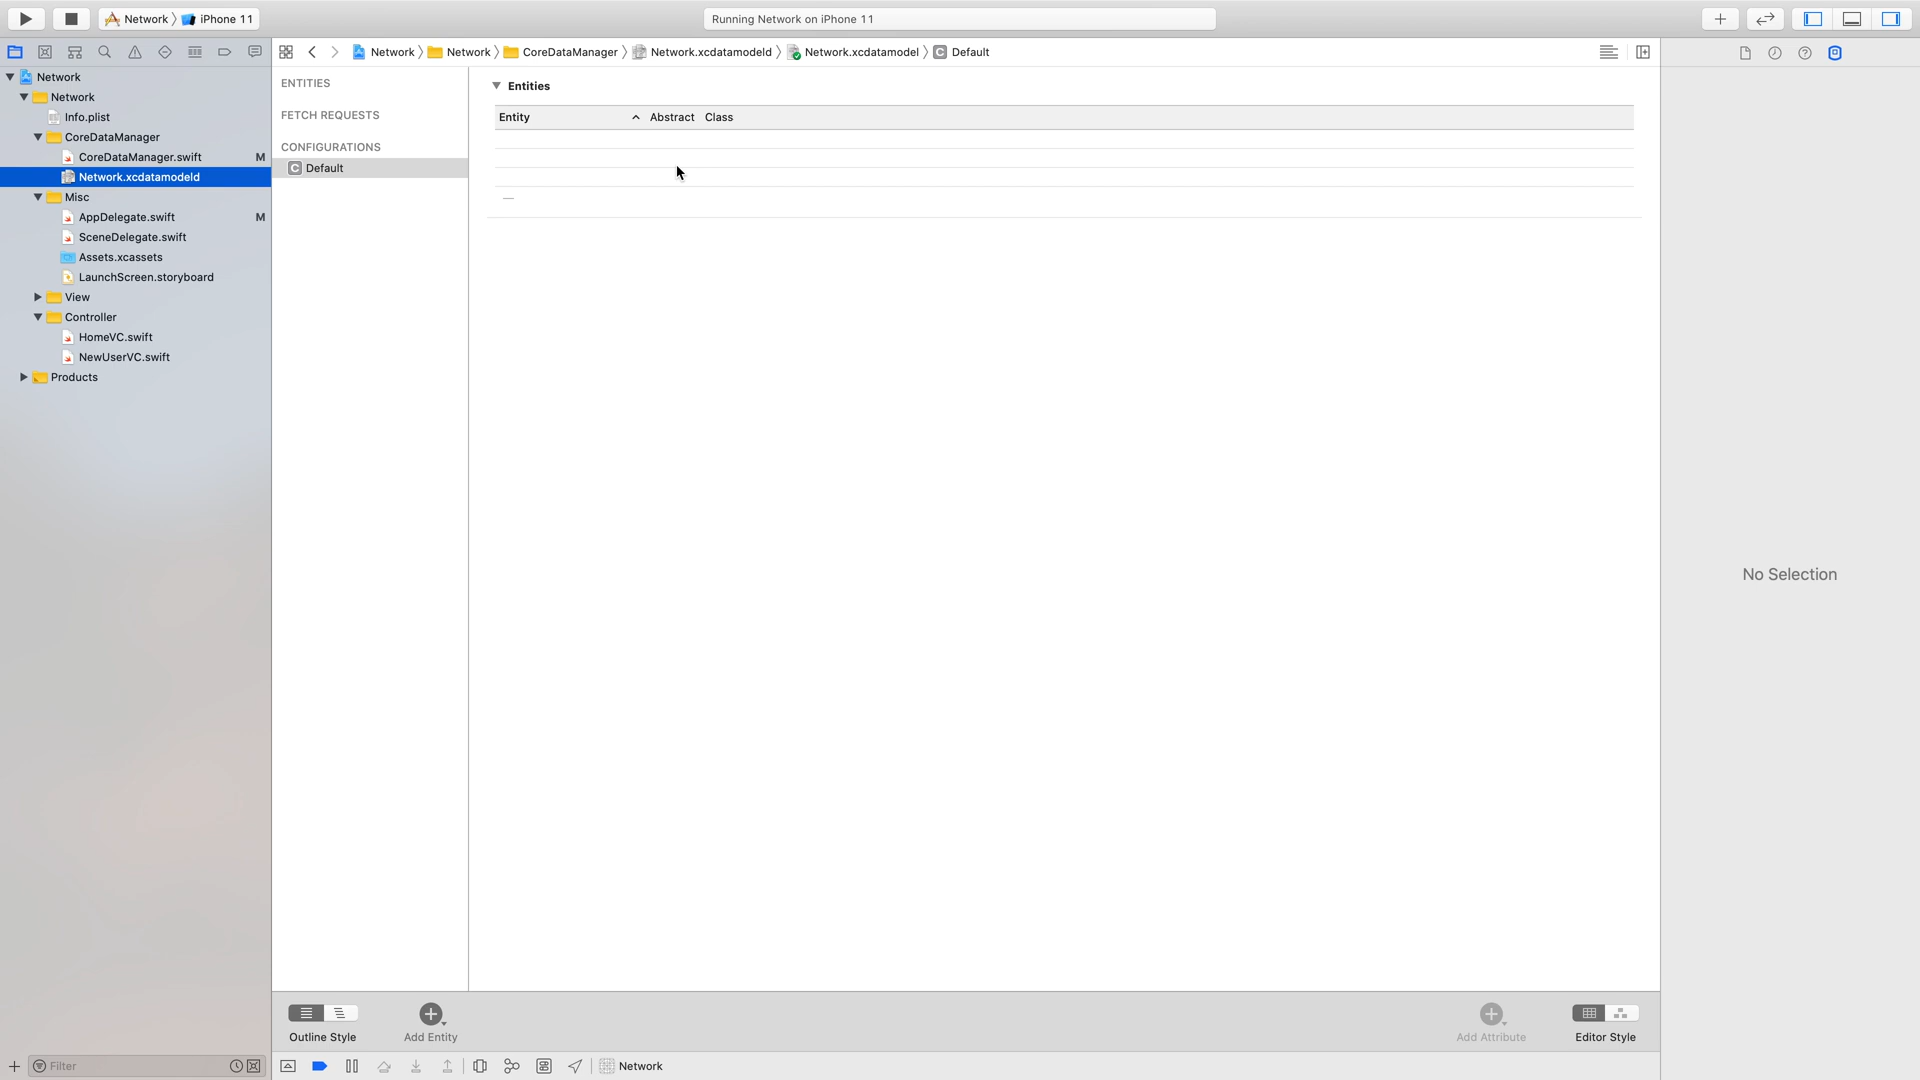 Network iPhone 11
Running Network on iPhone 11
Network Network CoreDataManager Network.xcdatamodeld Network.xcdatamodel C Default
Network
Network
Info.plist
CoreDataManager
CoreDataManager.swift M
Network.xcdatamodeld
Misc
AppDelegate.swift M
SceneDelegate.swift
Assets.xcassets
LaunchScreen.storyboard
View
Controller
HomeVC.swift
NewUserVC.swift
Products
ENTITIES
FETCH REQUESTS
CONFIGURATIONS
C Default
Entities
Entity Abstract Class
No Selection
Outline Style
Add Entity
Add Attribute
Editor Style
Filter
Network